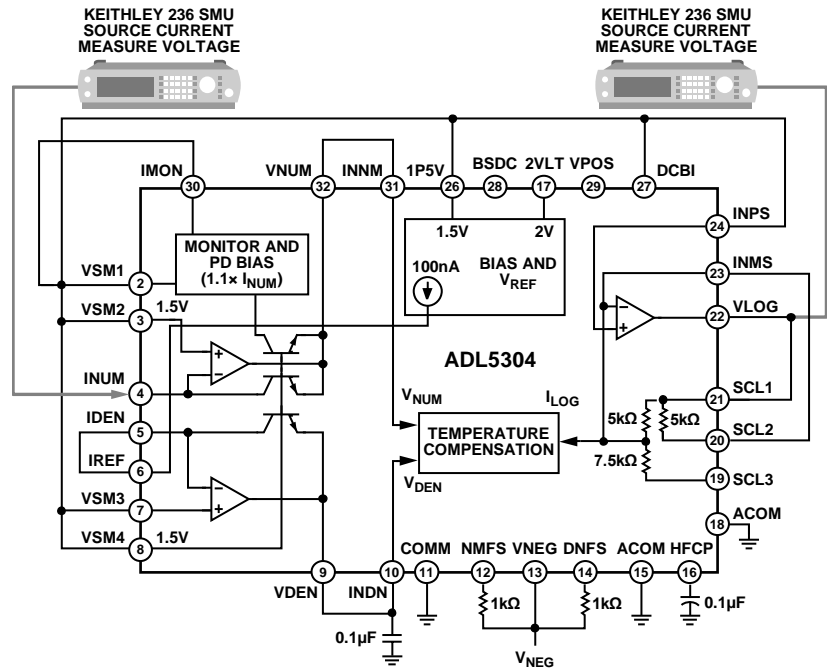 KEITHLEY 236 SMU
SOURCE CURRENT
MEASURE VOLTAGE
KEITHLEY 236 SMU
SOURCE CURRENT
MEASURE VOLTAGE
IMON
30
VNUM
32
INNM
31
1P5V
26
BSDC
28
2VLT
17
VPOS
29
DCBI
27
INPS
24
INMS
23
VLOG
22
SCL1
21
SCL2
20
SCL3
19
ACOM
18
VSM1
2
VSM2
3
1.5V
INUM
4
IDEN
5
IREF
6
VSM3
7
VSM4
8
1.5V
MONITOR AND
PD BIAS
(1.1× INUM)
1.5V
2V
100nA
BIAS AND
VREF
ADL5304
VNUM
ILOG
TEMPERATURE
COMPENSATION
VDEN
5kΩ
5kΩ
7.5kΩ
+
–
–
+
–
+
VDEN
9
INDN
10
COMM
11
NMFS
12
VNEG
13
DNFS
14
ACOM
15
HFCP
16
0.1µF
1kΩ
1kΩ
0.1µF
VNEG